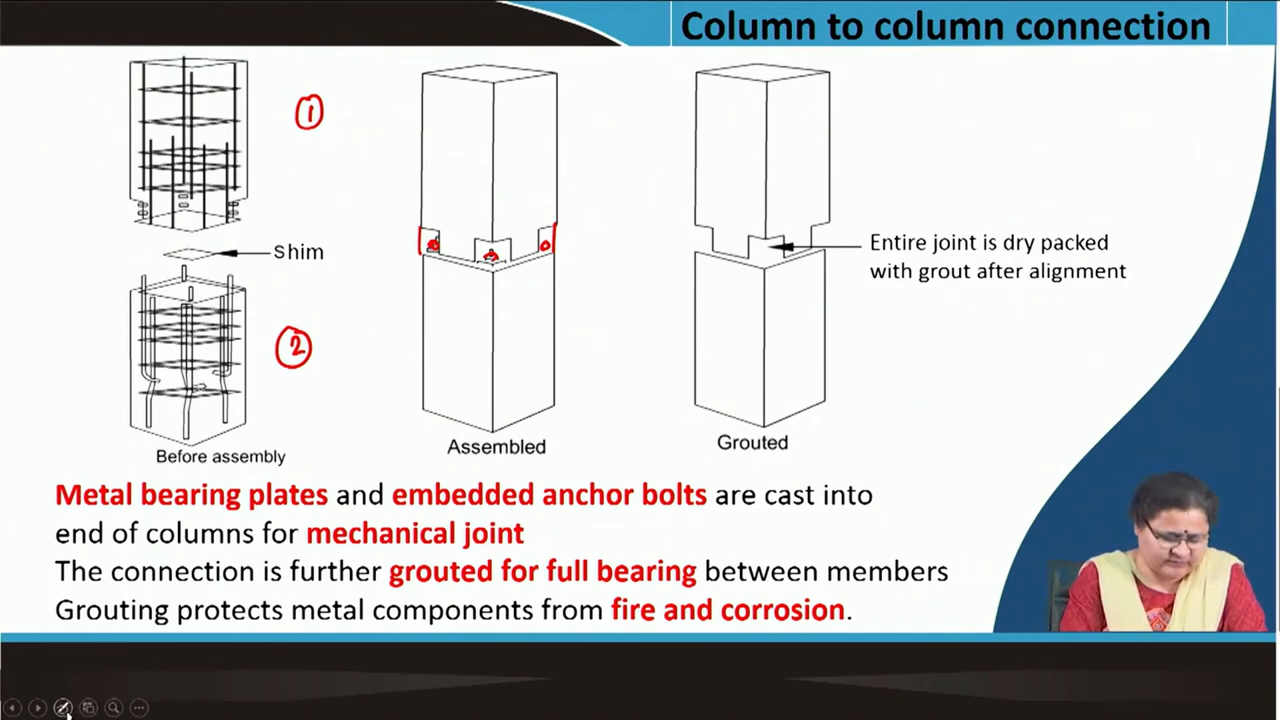 Column to column connection
①
Shim
②
Entire joint is dry packed
with grout after alignment
Before assembly
Assembled
Grouted
Metal bearing plates and embedded anchor bolts are cast into
end of columns for mechanical joint
The connection is further grouted for full bearing between members
Grouting protects metal components from fire and corrosion.